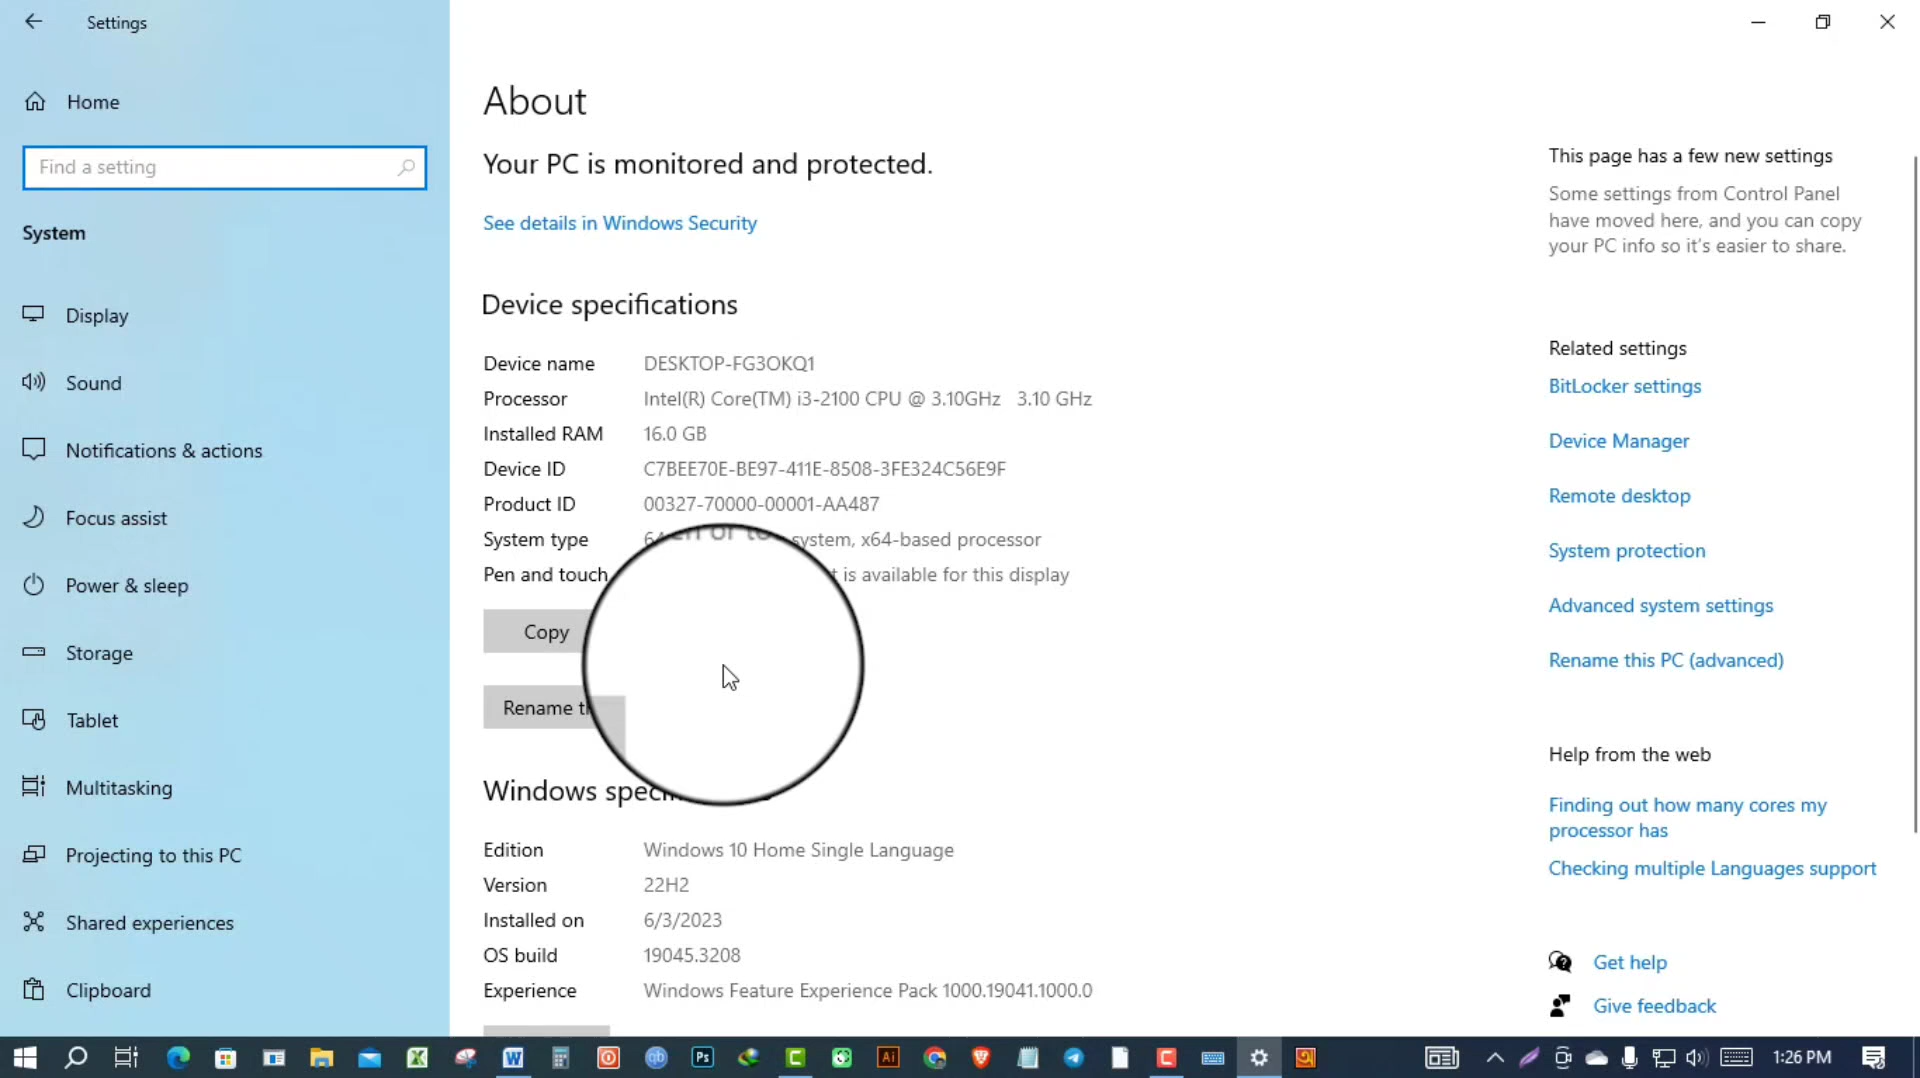 Settings
Home
Find a setting
System
Display
Sound
Notifications & actions
Focus assist
Power & sleep
Storage
Tablet
Multitasking
Projecting to this PC
Shared experiences
Clipboard
About
Your PC is monitored and protected.
See details in Windows Security
Device specifications
Device name DESKTOP-FG3OKQ1
Processor Intel(R) Core(TM) i3-2100 CPU @ 3.10GHz 3.10 GHz
Installed RAM 16.0 GB
Device ID C7BEE70E-BE97-411E-8508-3FE324C56E9F
Product ID 00327-70000-00001-AA487
System type system, x64-based processor
Pen and touch is available for this display
Copy
Rename
Windows
Edition Windows 10 Home Single Language
Version 22H2
Installed on 6/3/2023
OS build 19045.3208
Experience Windows Feature Experience Pack 1000.19041.1000.0
This page has a few new settings
Some settings from Control Panel
have moved here, and you can copy
your PC info so it's easier to share.
Related settings
BitLocker settings
Device Manager
Remote desktop
System protection
Advanced system settings
Rename this PC (advanced)
Help from the web
Finding out how many cores my
processor has
Checking multiple Languages support
Get help
Give feedback
qb
Ps
Ai
1:26 PM